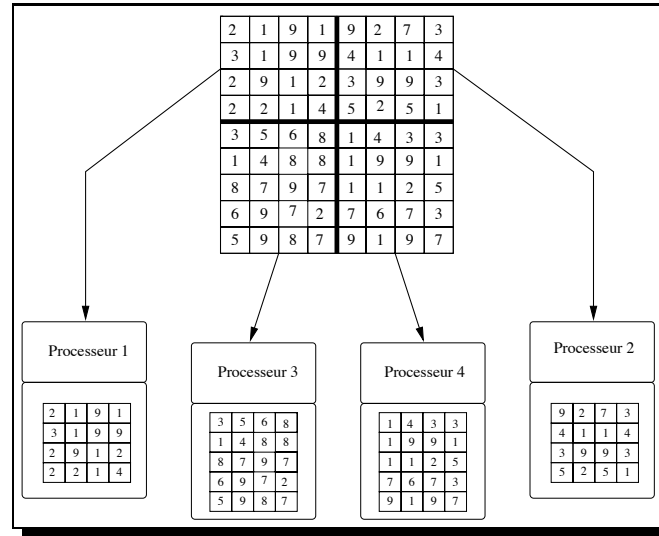 2 1 9 1 9 2 7 3
3 1 9 9 4 1 1 4
2 9 1 2 3 9 9 3
2 2 1 4 5 2 5 1
3 5 6 8 1 4 3 3
1 4 8 8 1 9 9 1
8 7 9 7 1 1 2 5
6 9 7 2 7 6 7 3
5 9 8 7 9 1 9 7
Processeur 1
2 1 9 1
3 1 9 9
2 9 1 2
2 2 1 4
Processeur 3
3 5 6 8
1 4 8 8
8 7 9 7
6 9 7 2
5 9 8 7
Processeur 4
1 4 3 3
1 9 9 1
1 1 2 5
7 6 7 3
9 1 9 7
Processeur 2
9 2 7 3
4 1 1 4
3 9 9 3
5 2 5 1